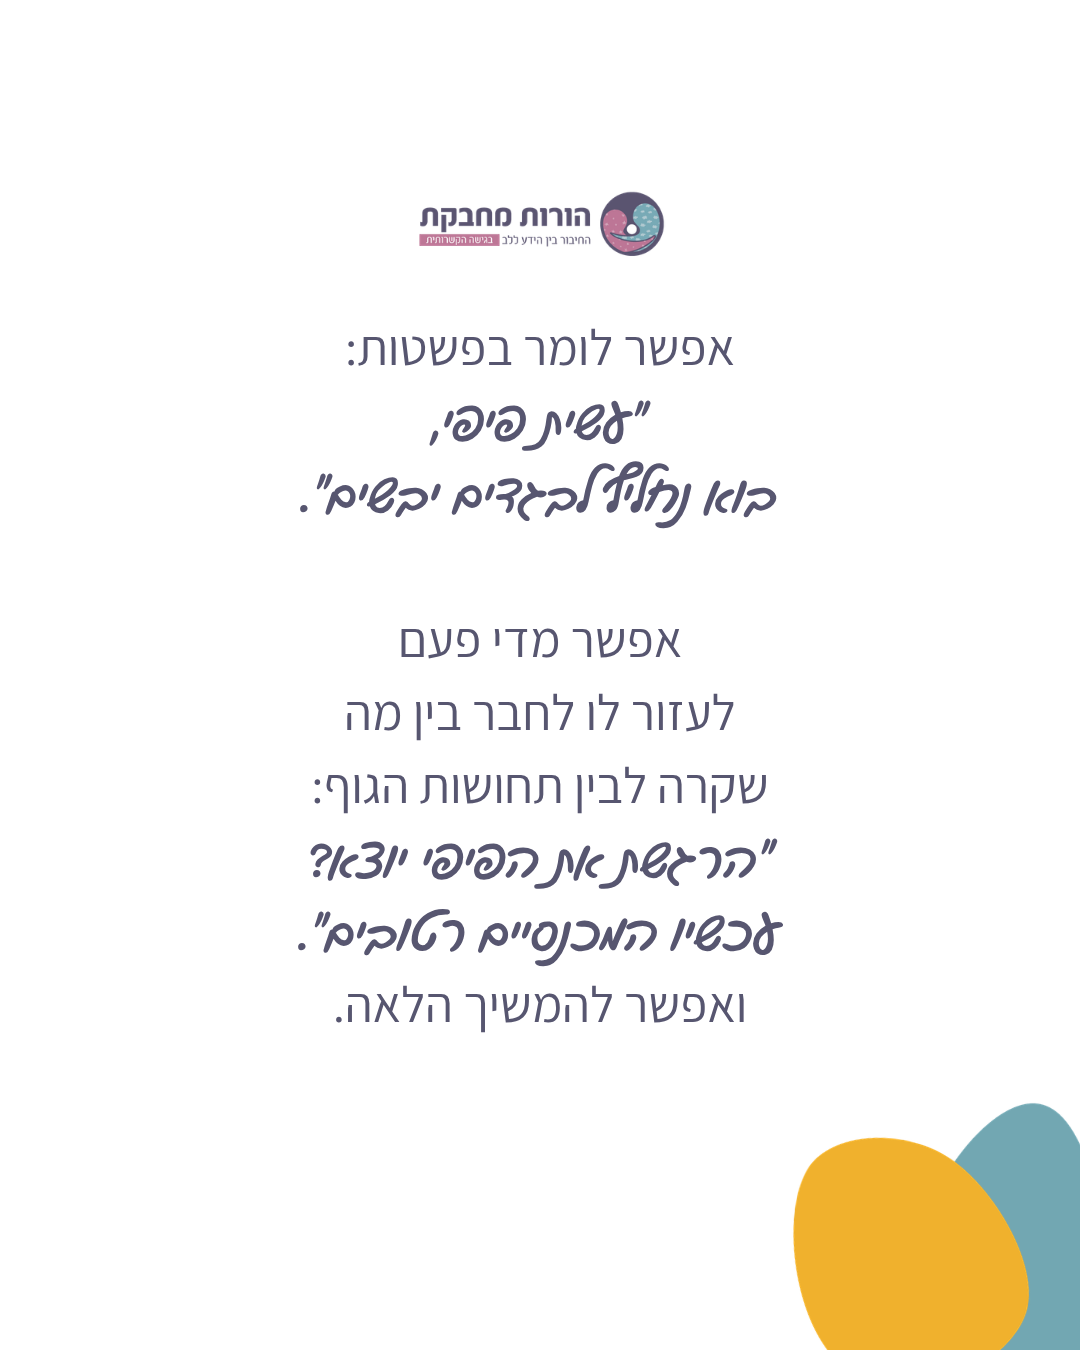 הורות מחבקת
החיבור בין הידע ללב בגישה הקשרותית
אפשר לומר בפשטות:
"עשית פיפי,
בוא נחליף לבגדים יבשים".
אפשר מדי פעם
לעזור לו לחבר בין מה
שקרה לבין תחושות הגוף:
"הרגשת את הפיפי יוצא?
עכשיו המכנסיים רטובים".
ואפשר להמשיך הלאה.